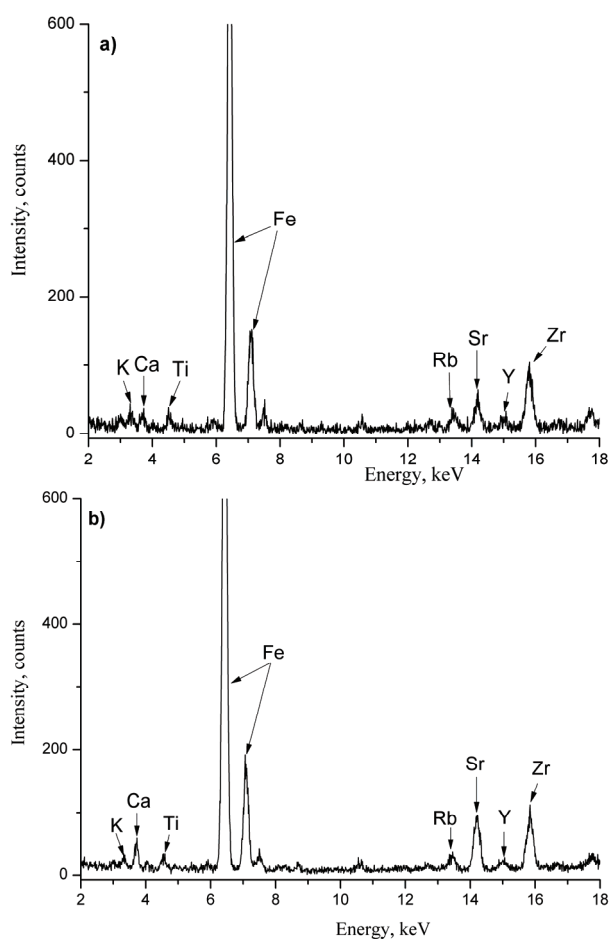 600
a)
400
Intensity, counts
Fe
200
K Ca Ti Rb Sr Y Zr
0
2 4 6 8 10 12 14 16 18
Energy, keV
600
b)
400
Intensity, counts
Fe
200
K Ca Ti Rb Sr Y Zr
0
2 4 6 8 10 12 14 16 18
Energy, keV